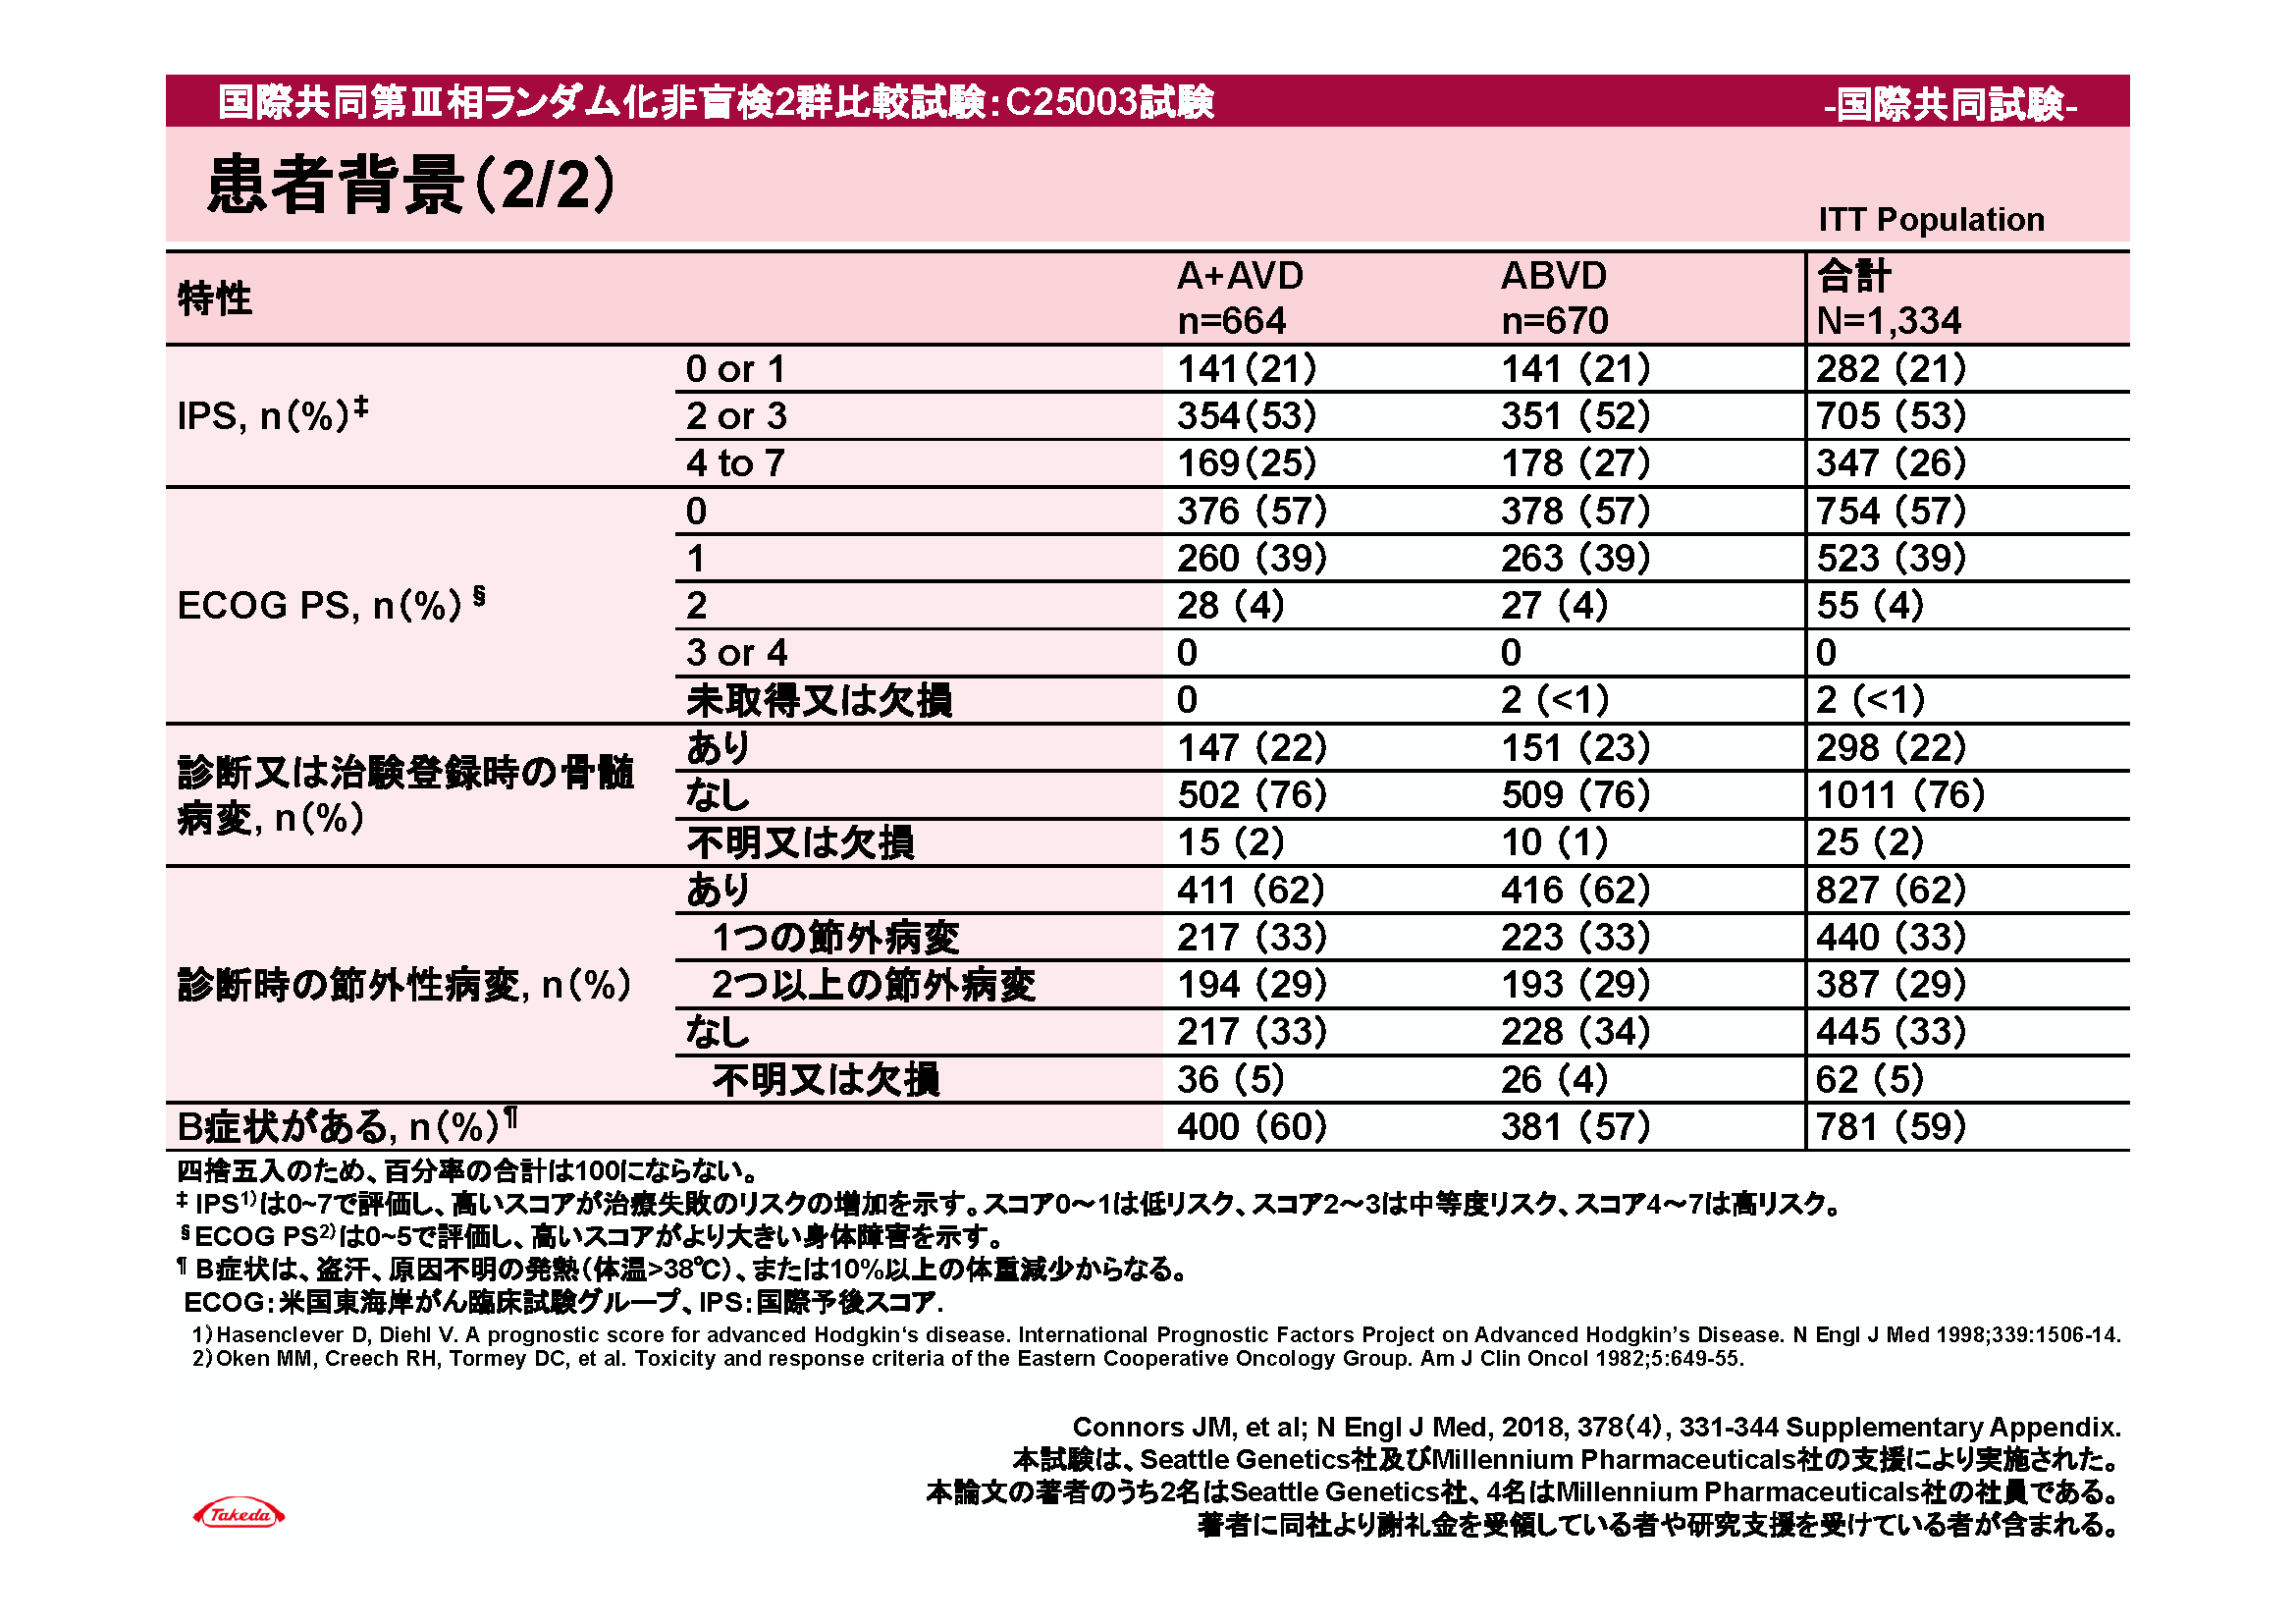 国際共同第Ⅲ相ランダム化非盲検2群比較試験：C25003試験 -国際共同試験-
患者背景（2/2）
ITT Population
特性 A+AVD n=664 ABVD n=670 合計 N=1,334
IPS, n（%）‡
0 or 1 141（21） 141（21） 282（21）
2 or 3 354（53） 351（52） 705（53）
4 to 7 169（25） 178（27） 347（26）
ECOG PS, n（%）§
0 376（57） 378（57） 754（57）
1 260（39） 263（39） 523（39）
2 28（4） 27（4） 55（4）
3 or 4 0 0 0
未取得又は欠損 0 2（<1） 2（<1）
診断又は治験登録時の骨髄
病変, n（%）
あり 147（22） 151（23） 298（22）
なし 502（76） 509（76） 1011（76）
不明又は欠損 15（2） 10（1） 25（2）
診断時の節外性病変, n（%）
あり 411（62） 416（62） 827（62）
1つの節外病変 217（33） 223（33） 440（33）
2つ以上の節外病変 194（29） 193（29） 387（29）
なし 217（33） 228（34） 445（33）
不明又は欠損 36（5） 26（4） 62（5）
B症状がある, n（%）¶ 400（60） 381（57） 781（59）
四捨五入のため、百分率の合計は100にならない。
‡ IPS1）は0~7で評価し、高いスコアが治療失敗のリスクの増加を示す。スコア0～1は低リスク、スコア2～3は中等度リスク、スコア4～7は高リスク。
§ ECOG PS2）は0~5で評価し、高いスコアがより大きい身体障害を示す。
¶ B症状は、盗汗、原因不明の発熱（体温>38℃）、または10%以上の体重減少からなる。
ECOG：米国東海岸がん臨床試験グループ、IPS：国際予後スコア.
1）Hasenclever D, Diehl V. A prognostic score for advanced Hodgkin‘s disease. International Prognostic Factors Project on Advanced Hodgkin’s Disease. N Engl J Med 1998;339:1506-14.
2）Oken MM, Creech RH, Tormey DC, et al. Toxicity and response criteria of the Eastern Cooperative Oncology Group. Am J Clin Oncol 1982;5:649-55.
Connors JM, et al; N Engl J Med, 2018, 378（4）, 331-344 Supplementary Appendix.
本試験は、Seattle Genetics社及びMillennium Pharmaceuticals社の支援により実施された。
本論文の著者のうち2名はSeattle Genetics社、4名はMillennium Pharmaceuticals社の社員である。
著者に同社より謝礼金を受領している者や研究支援を受けている者が含まれる。
Takeda